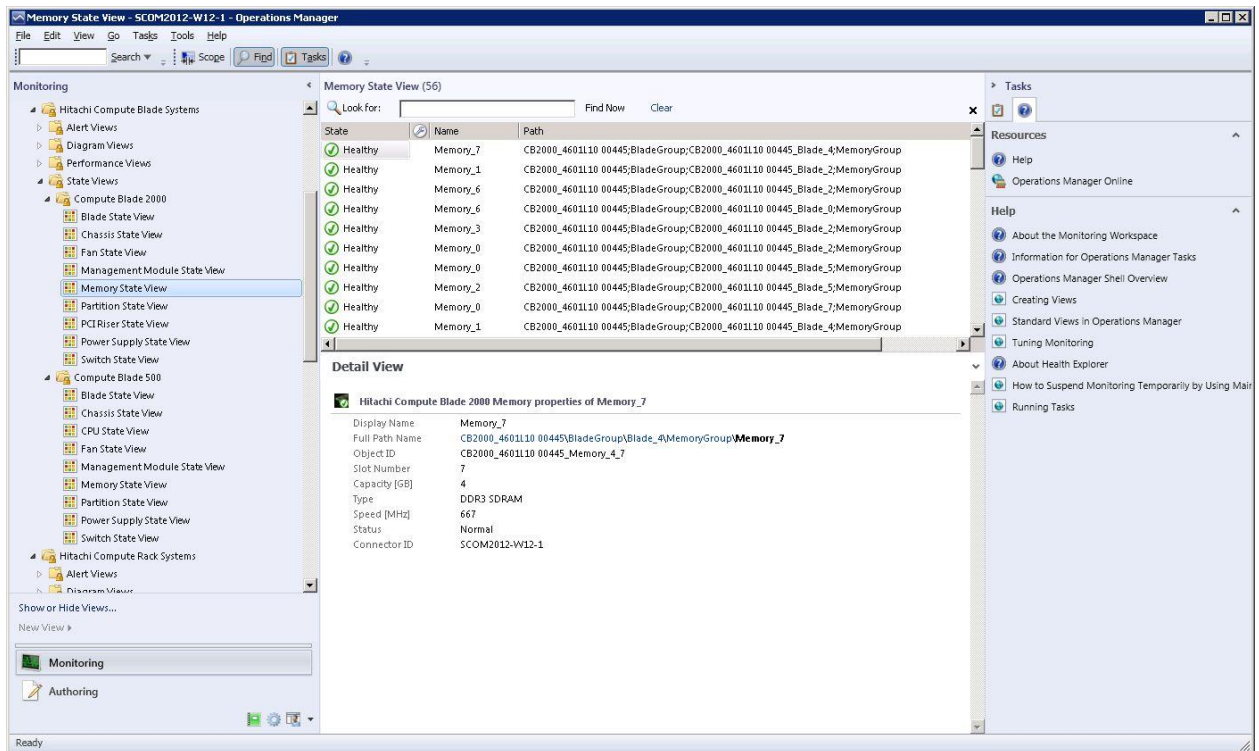 Memory State View - SCOM2012-W12-1 - Operations Manager
File Edit View Go Tasks Tools Help
Search Scope Find Tasks
Monitoring
Hitachi Compute Blade Systems
Alert Views
Diagram Views
Performance Views
State Views
Compute Blade 2000
Blade State View
Chassis State View
Fan State View
Management Module State View
Memory State View
Partition State View
PCI Riser State View
Power Supply State View
Switch State View
Compute Blade 500
Blade State View
Chassis State View
CPU State View
Fan State View
Management Module State View
Memory State View
Partition State View
Power Supply State View
Switch State View
Hitachi Compute Rack Systems
Alert Views
Diagram Views
Show or Hide Views...
New View
Monitoring
Authoring
Memory State View (56)
Look for: Find Now Clear
State Name Path
Healthy Memory_7 CB2000_4601L10 00445;BladeGroup;CB2000_4601L10 00445_Blade_4;MemoryGroup
Healthy Memory_1 CB2000_4601L10 00445;BladeGroup;CB2000_4601L10 00445_Blade_2;MemoryGroup
Healthy Memory_6 CB2000_4601L10 00445;BladeGroup;CB2000_4601L10 00445_Blade_2;MemoryGroup
Healthy Memory_6 CB2000_4601L10 00445;BladeGroup;CB2000_4601L10 00445_Blade_0;MemoryGroup
Healthy Memory_3 CB2000_4601L10 00445;BladeGroup;CB2000_4601L10 00445_Blade_2;MemoryGroup
Healthy Memory_0 CB2000_4601L10 00445;BladeGroup;CB2000_4601L10 00445_Blade_2;MemoryGroup
Healthy Memory_0 CB2000_4601L10 00445;BladeGroup;CB2000_4601L10 00445_Blade_5;MemoryGroup
Healthy Memory_2 CB2000_4601L10 00445;BladeGroup;CB2000_4601L10 00445_Blade_5;MemoryGroup
Healthy Memory_0 CB2000_4601L10 00445;BladeGroup;CB2000_4601L10 00445_Blade_7;MemoryGroup
Healthy Memory_1 CB2000_4601L10 00445;BladeGroup;CB2000_4601L10 00445_Blade_4;MemoryGroup
Detail View
Hitachi Compute Blade 2000 Memory properties of Memory_7
Display Name Memory_7
Full Path Name CB2000_4601L10 00445\BladeGroup\Blade_4\MemoryGroup\Memory_7
Object ID CB2000_4601L10 00445_Memory_4_7
Slot Number 7
Capacity [GB] 4
Type DDR3 SDRAM
Speed [MHz] 667
Status Normal
Connector ID SCOM2012-W12-1
Tasks
Resources
Help
Operations Manager Online
Help
About the Monitoring Workspace
Information for Operations Manager Tasks
Operations Manager Shell Overview
Creating Views
Standard Views in Operations Manager
Tuning Monitoring
About Health Explorer
How to Suspend Monitoring Temporarily by Using Mair
Running Tasks
Ready